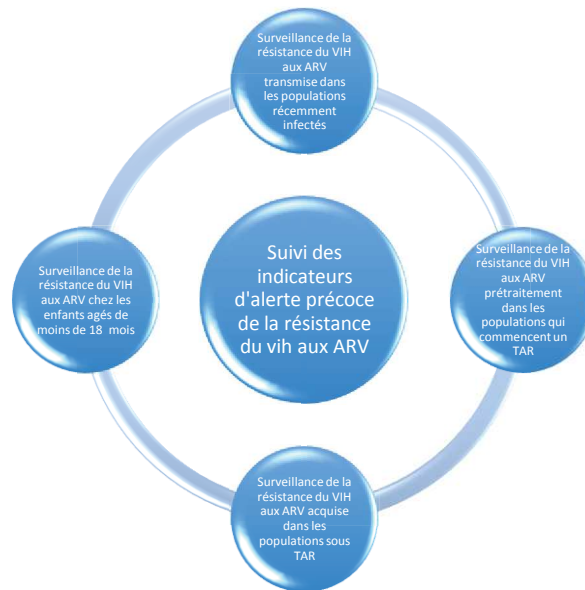 Surveillance de la
résistance du VIH
aux ARV
transmise dans
les populations
récemment
infectés
Suivi des
indicateurs
d'alerte précoce
de la résistance
du vih aux ARV
Surveillance de la
résistance du VIH
aux ARV
prétraitement
dans les
populations qui
commencent un
TAR
Surveillance de la
résistance du VIH
aux ARV acquise
dans les
populations sous
TAR
Surveillance de la
résistance du VIH
aux ARV chez les
enfants agés de
moins de 18 mois